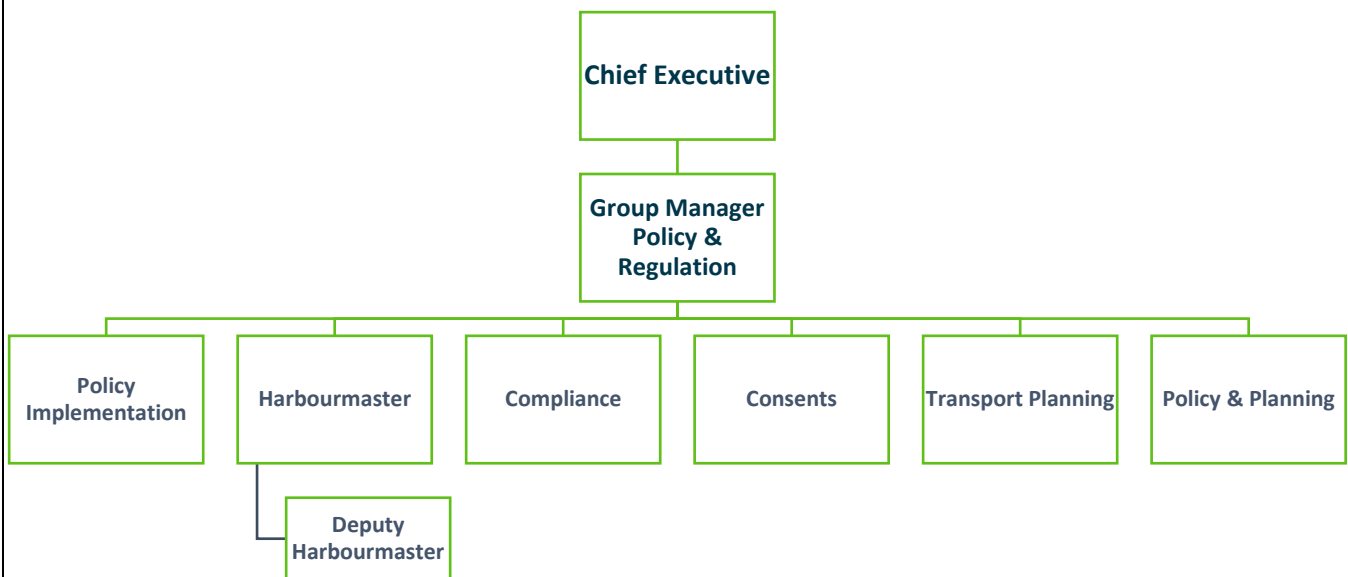 Chief Executive
Group Manager
Policy &
Regulation
Policy
Implementation
Harbourmaster
Compliance
Consents
Transport Planning
Policy & Planning
Deputy
Harbourmaster